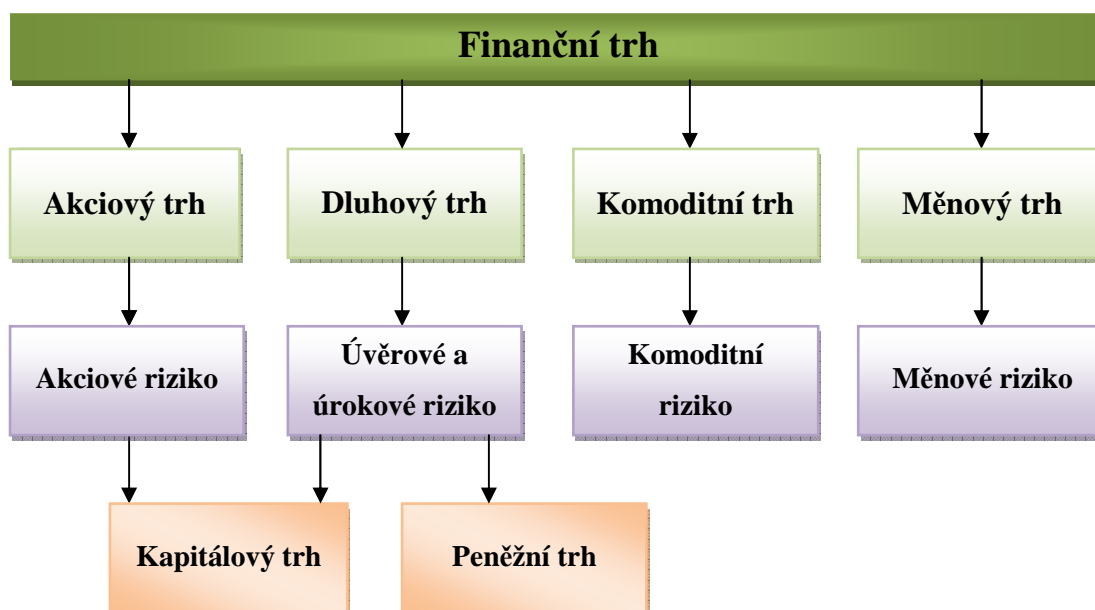 Finanční trh
Akciový trh
Dluhový trh
Komoditní trh
Měnový trh
Akciové riziko
Úvěrové a
úrokové riziko
Komoditní
riziko
Měnové riziko
Kapitálový trh
Peněžní trh